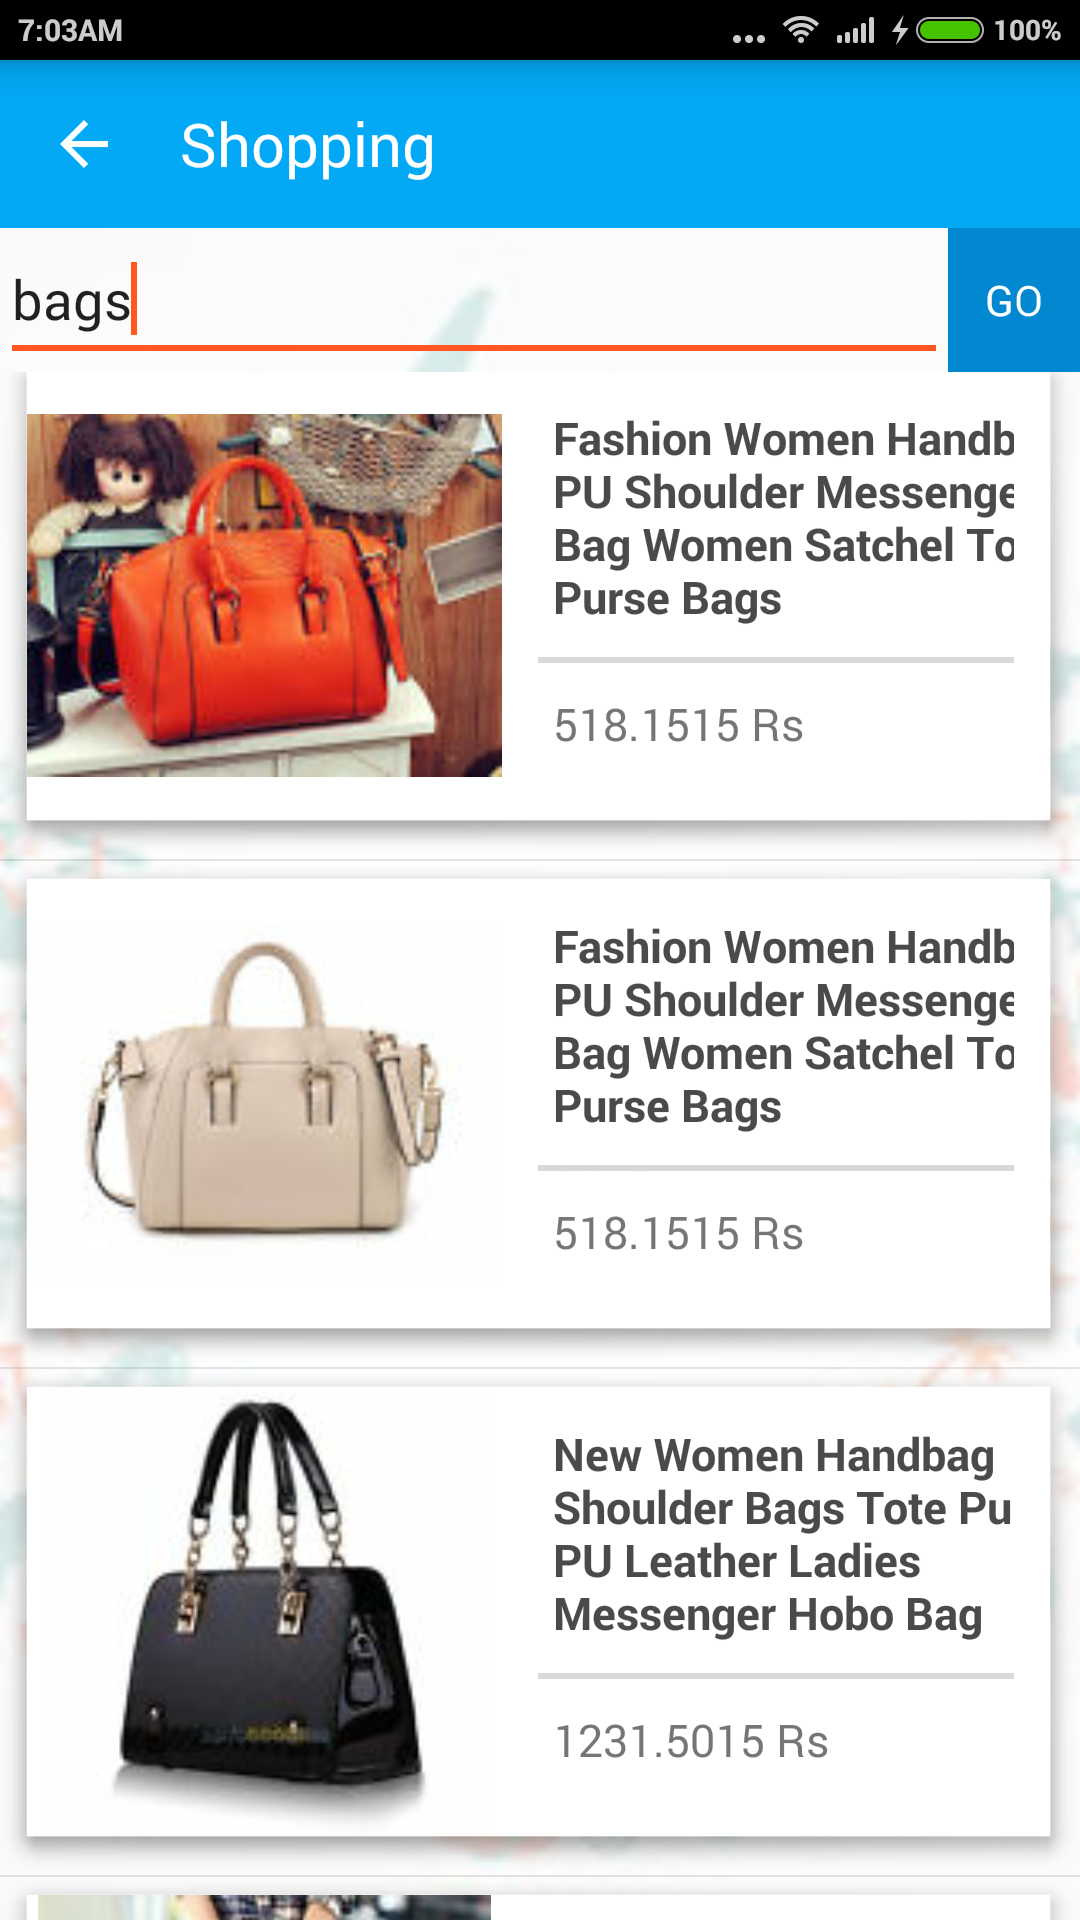 7:03AM
100%
Shopping
bags
GO
Fashion Women Handb
PU Shoulder Messenge
Bag Women Satchel To
Purse Bags
518.1515 Rs
Fashion Women Handb
PU Shoulder Messenge
Bag Women Satchel To
Purse Bags
518.1515 Rs
New Women Handbag
Shoulder Bags Tote Pu
PU Leather Ladies
Messenger Hobo Bag
1231.5015 Rs